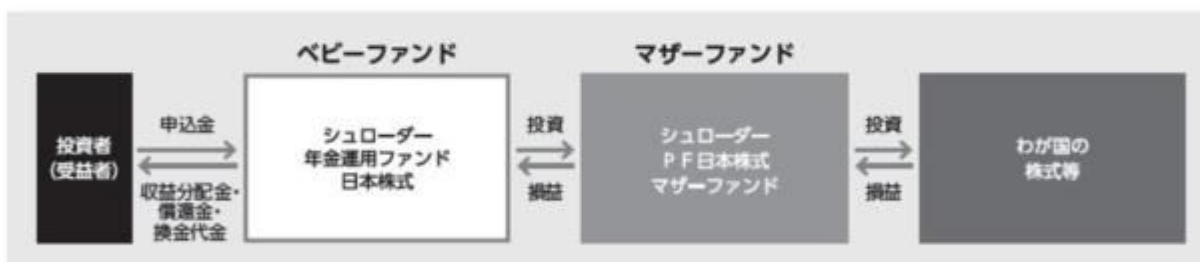 ベビーファンド
マザーファンド
投資者
(受益者)
申込金
収益分配金・
償還金・
換金代金
シュローダー
年金運用ファンド
日本株式
投資
損益
シュローダー
PF日本株式
マザーファンド
投資
損益
わが国の
株式等